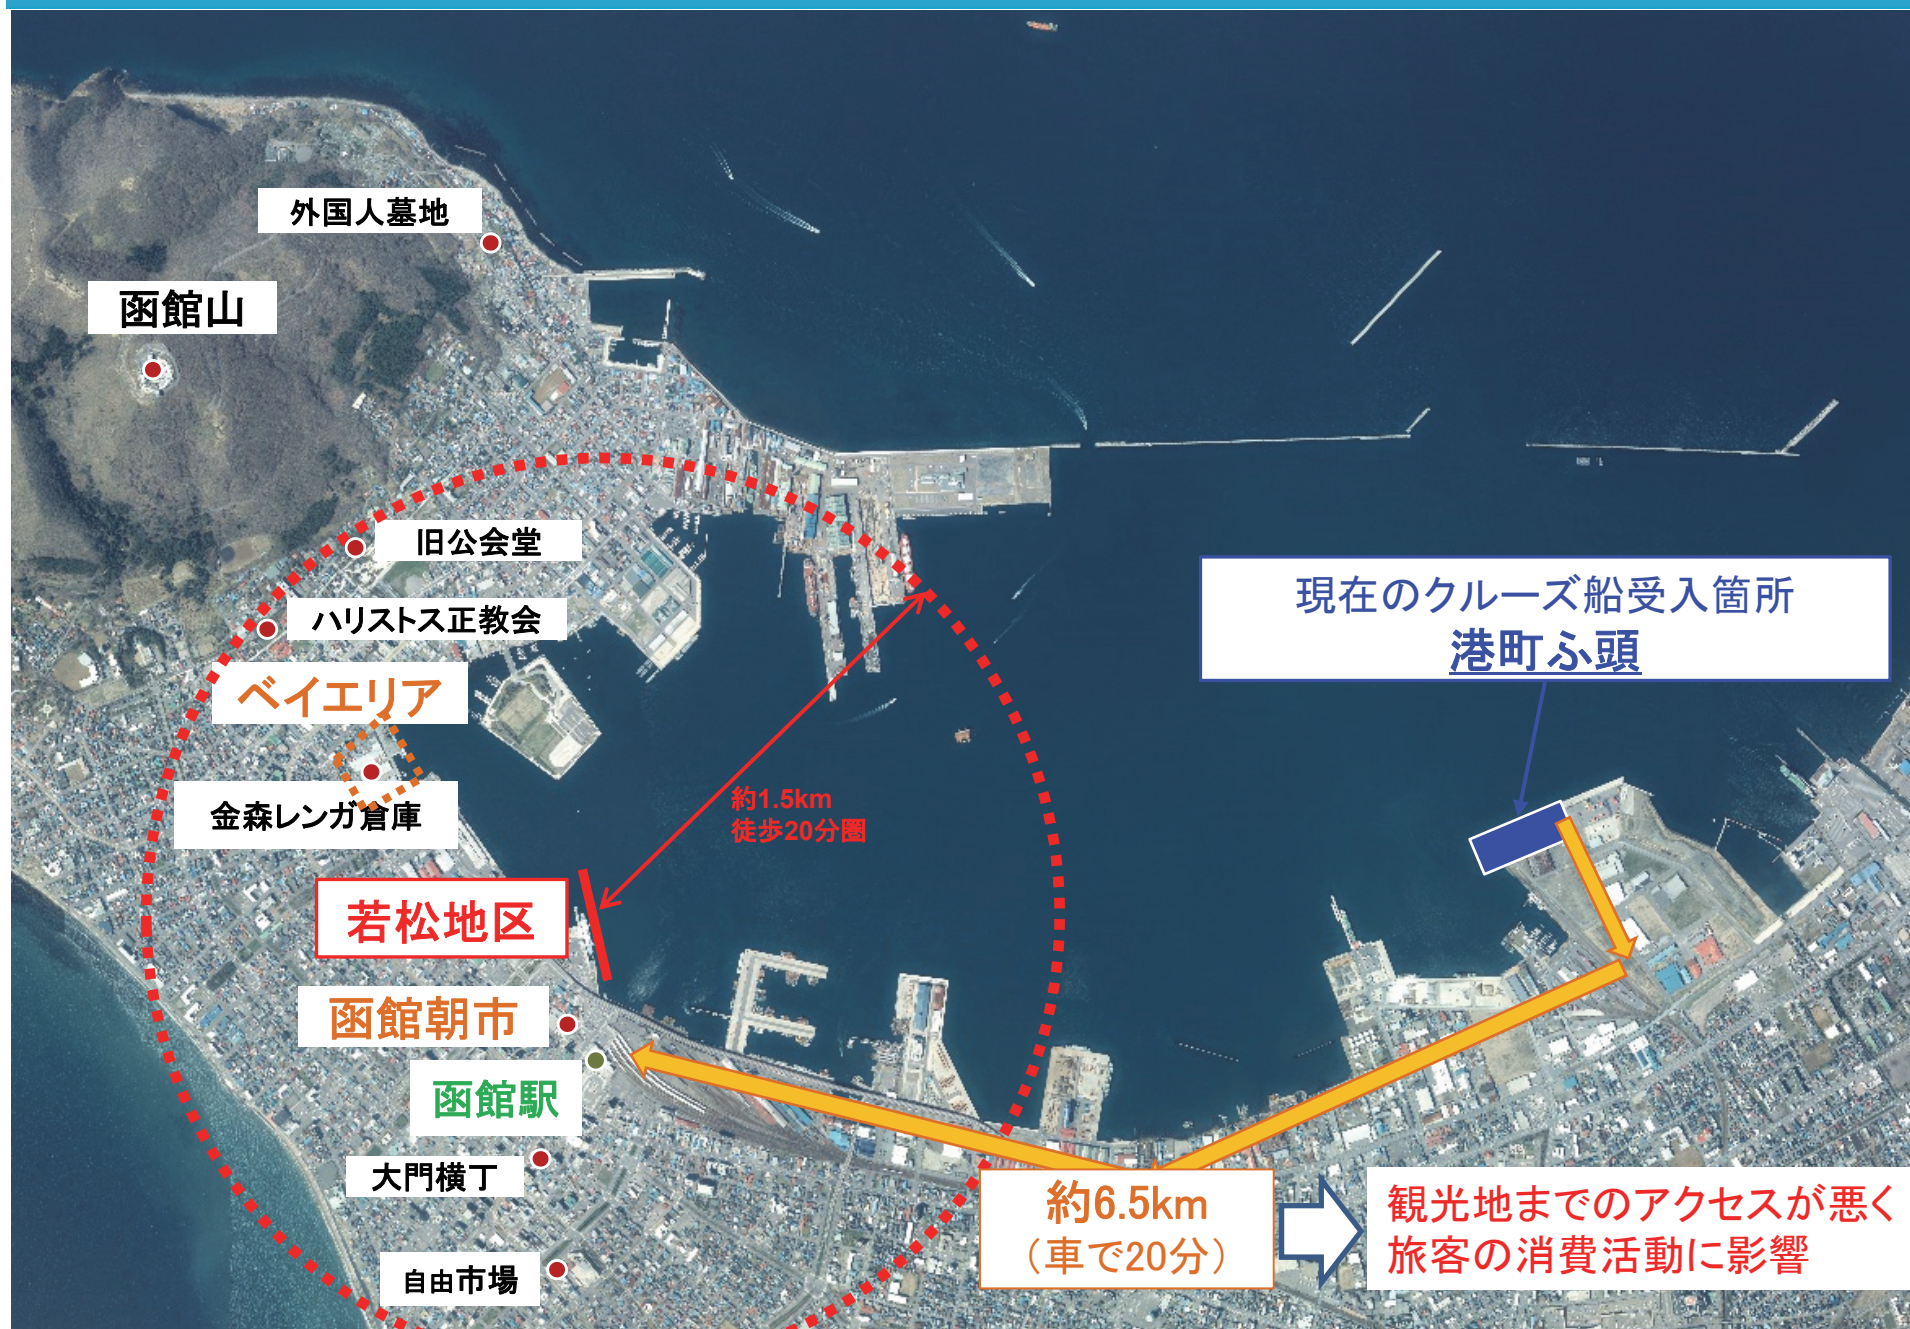 外国人墓地
函館山
旧公会堂
ハリストス正教会
ベイエリア
金森レンガ倉庫
現在のクルーズ船受入箇所
港町ふ頭
約1.5km
徒歩20分圏
若松地区
函館朝市
函館駅
大門横丁
自由市場
約6.5km
（車で20分）
観光地までのアクセスが悪く
旅客の消費活動に影響